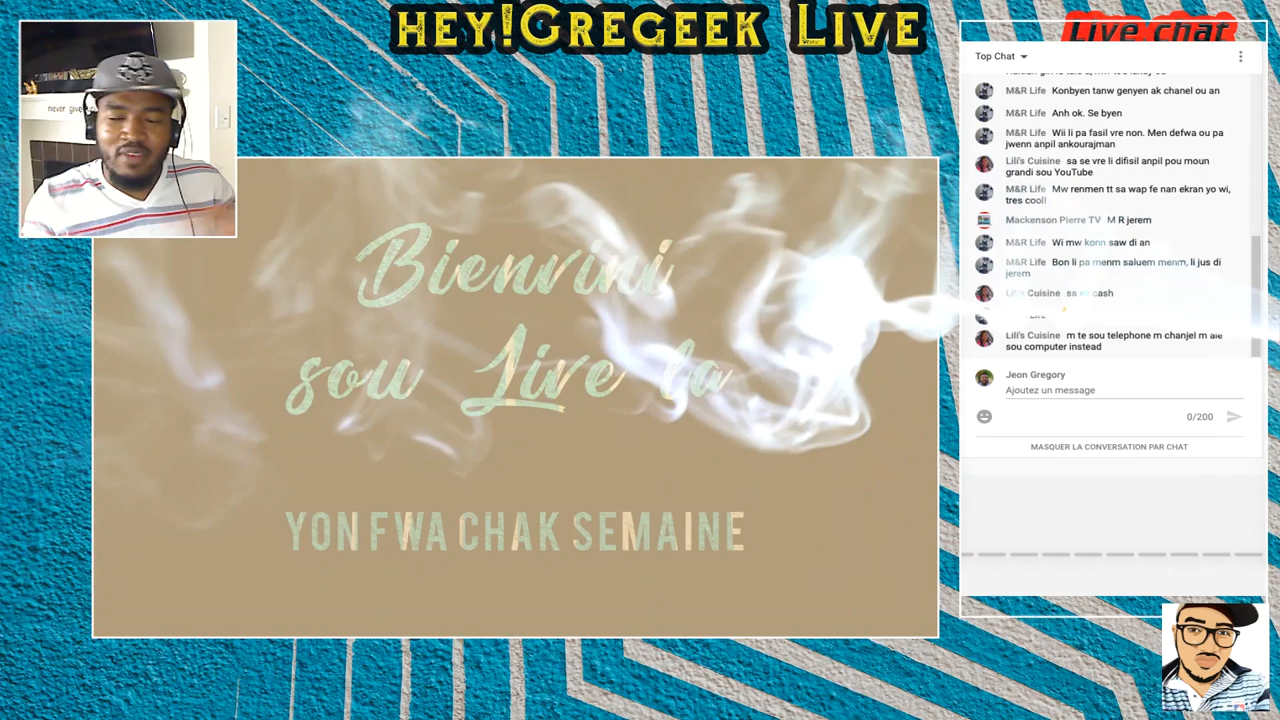 hey!Gregeek Live
never give
Bienvini
sou Live la
YON FWA CHAK SEMAINE
Live chat
Top Chat
M&R Life Konbyen tanw genyen ak chanel ou an
M&R Life Anh ok. Se byen
M&R Life Wii li pa fasil vre non. Men defwa ou pa
jwenn anpil ankourajman
Lili's Cuisine sa se vre li difisil anpil pou moun
grandi sou YouTube
M&R Life Mw renmen tt sa wap fe nan ekran yo wi,
tres cool!
Mackenson Pierre TV M R jerem
M&R Life Wi mw konn saw di an
M&R Life Bon li pa menm saluem menm, li jus di
jerem
Lili's Cuisine sa cash
Life
Lili's Cuisine m te sou telephone m chanjel m ale
sou computer instead
Jeon Gregory
Ajoutez un message
0/200
MASQUER LA CONVERSATION PAR CHAT